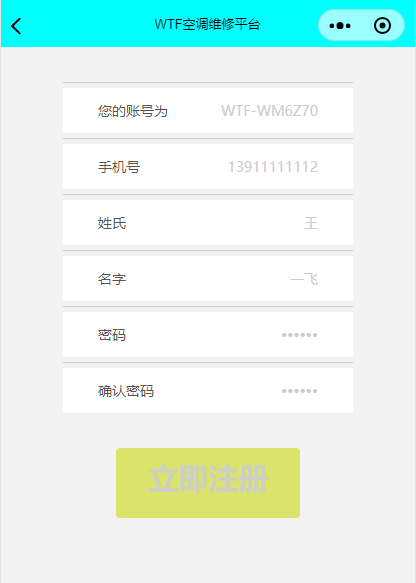 WTF空调维修平台
您的账号为 WTF-WM6Z70
手机号 13911111112
姓氏 王
名字 一飞
密码 ••••••
确认密码 ••••••
立即注册